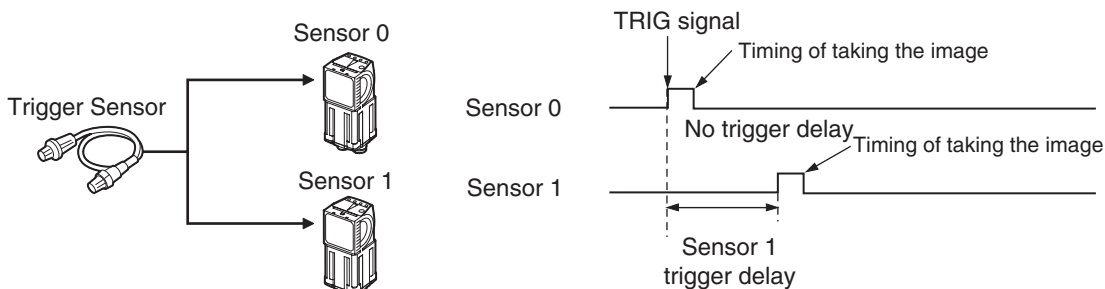 Sensor 0
Trigger Sensor
Sensor 1
TRIG signal
Timing of taking the image
Sensor 0
No trigger delay
Timing of taking the image
Sensor 1
Sensor 1
trigger delay